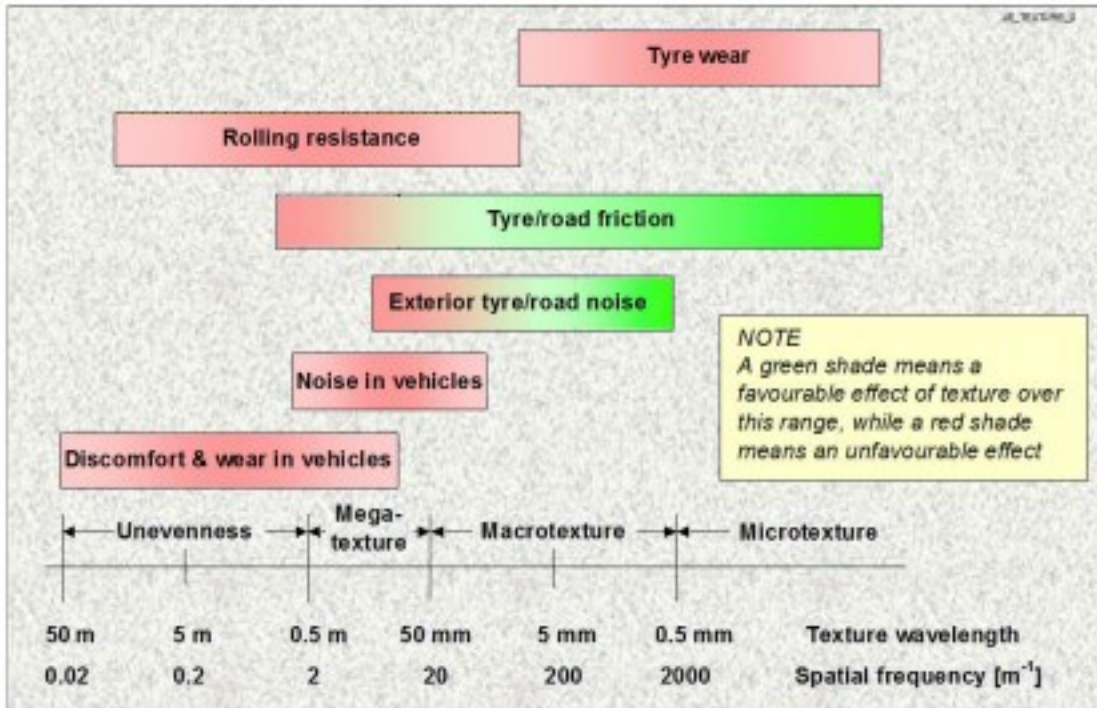 Tyre wear
Rolling resistance
Tyre/road friction
Exterior tyre/road noise
Noise in vehicles
NOTE
A green shade means a
favourable effect of texture over
this range, while a red shade
means an unfavourable effect
Discomfort & wear in vehicles
Unevenness
Mega-
texture
Macrotexture
Microtexture
50 m 5 m 0.5 m 50 mm 5 mm 0.5 mm Texture wavelength
0.02 0.2 2 20 200 2000 Spatial frequency [m⁻¹]